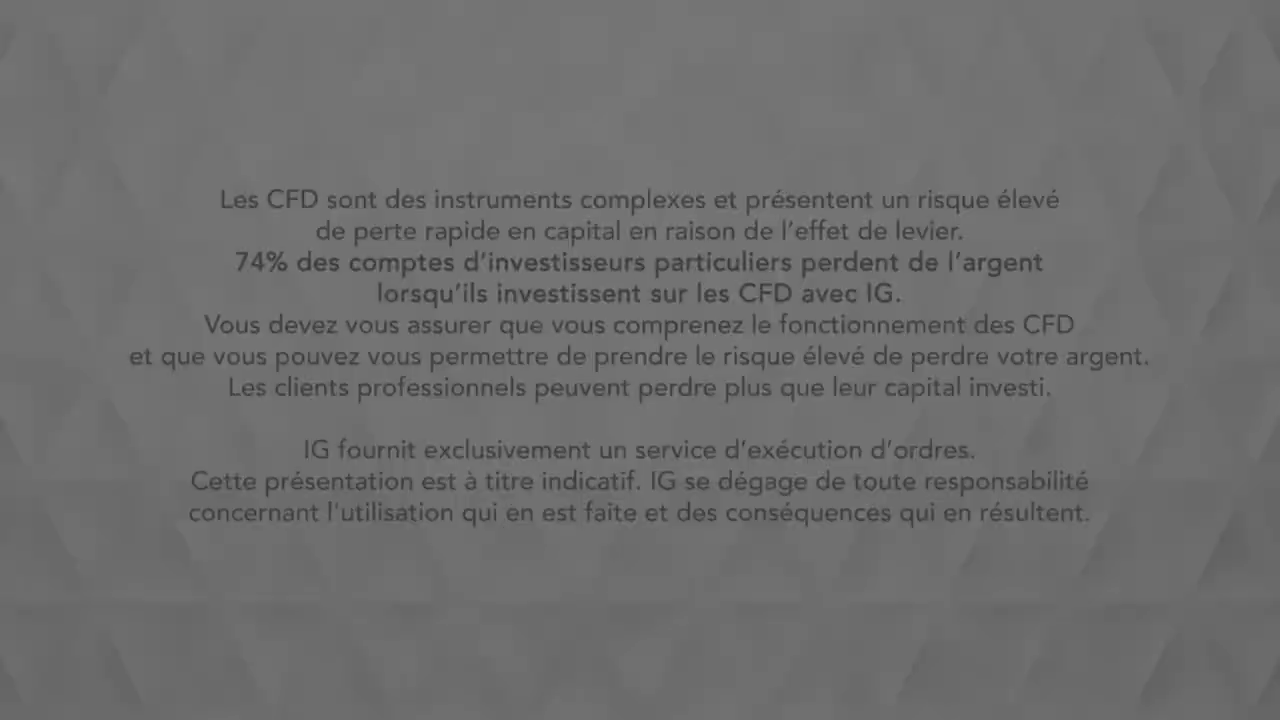 Les CFD sont des instruments complexes et présentent un risque élevé
de perte rapide en capital en raison de l’effet de levier.
74% des comptes d’investisseurs particuliers perdent de l’argent
lorsqu’ils investissent sur les CFD avec IG.
Vous devez vous assurer que vous comprenez le fonctionnement des CFD
et que vous pouvez vous permettre de prendre le risque élevé de perdre votre argent.
Les clients professionnels peuvent perdre plus que leur capital investi.
IG fournit exclusivement un service d’exécution d’ordres.
Cette présentation est à titre indicatif. IG se dégage de toute responsabilité
concernant l'utilisation qui en est faite et des conséquences qui en résultent.